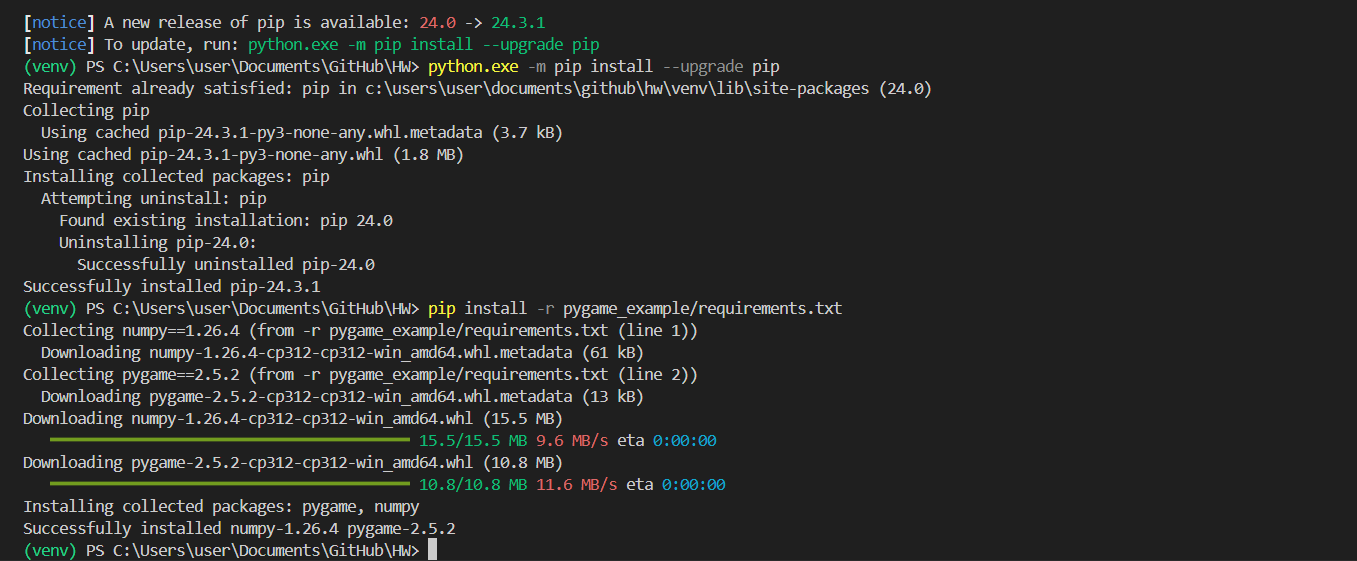 [notice] A new release of pip is available: 24.0 -> 24.3.1
[notice] To update, run: python.exe -m pip install --upgrade pip
(venv) PS C:\Users\user\Documents\GitHub\HW> python.exe -m pip install --upgrade pip
Requirement already satisfied: pip in c:\users\user\documents\github\hw\venv\lib\site-packages (24.0)
Collecting pip
  Using cached pip-24.3.1-py3-none-any.whl.metadata (3.7 kB)
Using cached pip-24.3.1-py3-none-any.whl (1.8 MB)
Installing collected packages: pip
  Attempting uninstall: pip
    Found existing installation: pip 24.0
    Uninstalling pip-24.0:
      Successfully uninstalled pip-24.0
Successfully installed pip-24.3.1
(venv) PS C:\Users\user\Documents\GitHub\HW> pip install -r pygame_example/requirements.txt
Collecting numpy==1.26.4 (from -r pygame_example/requirements.txt (line 1))
  Downloading numpy-1.26.4-cp312-cp312-win_amd64.whl.metadata (61 kB)
Collecting pygame==2.5.2 (from -r pygame_example/requirements.txt (line 2))
  Downloading pygame-2.5.2-cp312-cp312-win_amd64.whl.metadata (13 kB)
Downloading numpy-1.26.4-cp312-cp312-win_amd64.whl (15.5 MB)
15.5/15.5 MB 9.6 MB/s eta 0:00:00
Downloading pygame-2.5.2-cp312-cp312-win_amd64.whl (10.8 MB)
10.8/10.8 MB 11.6 MB/s eta 0:00:00
Installing collected packages: pygame, numpy
Successfully installed numpy-1.26.4 pygame-2.5.2
(venv) PS C:\Users\user\Documents\GitHub\HW>